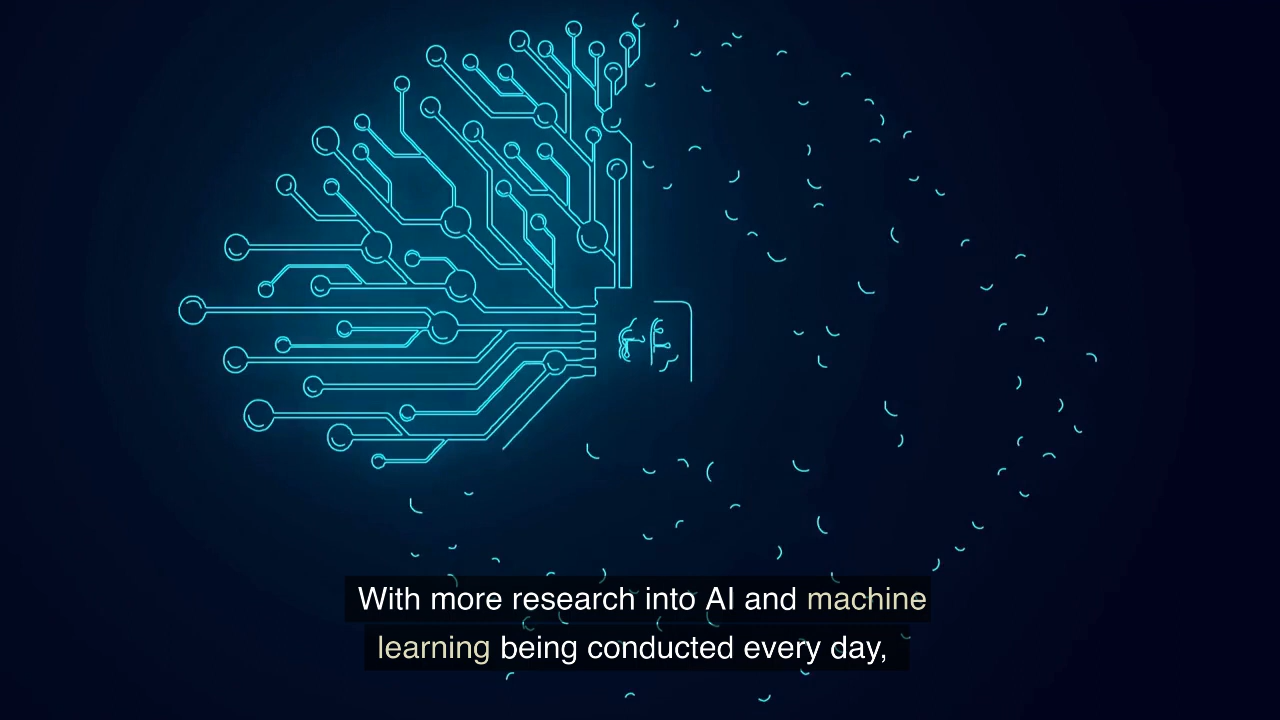 With more research into AI and machine
learning being conducted every day,